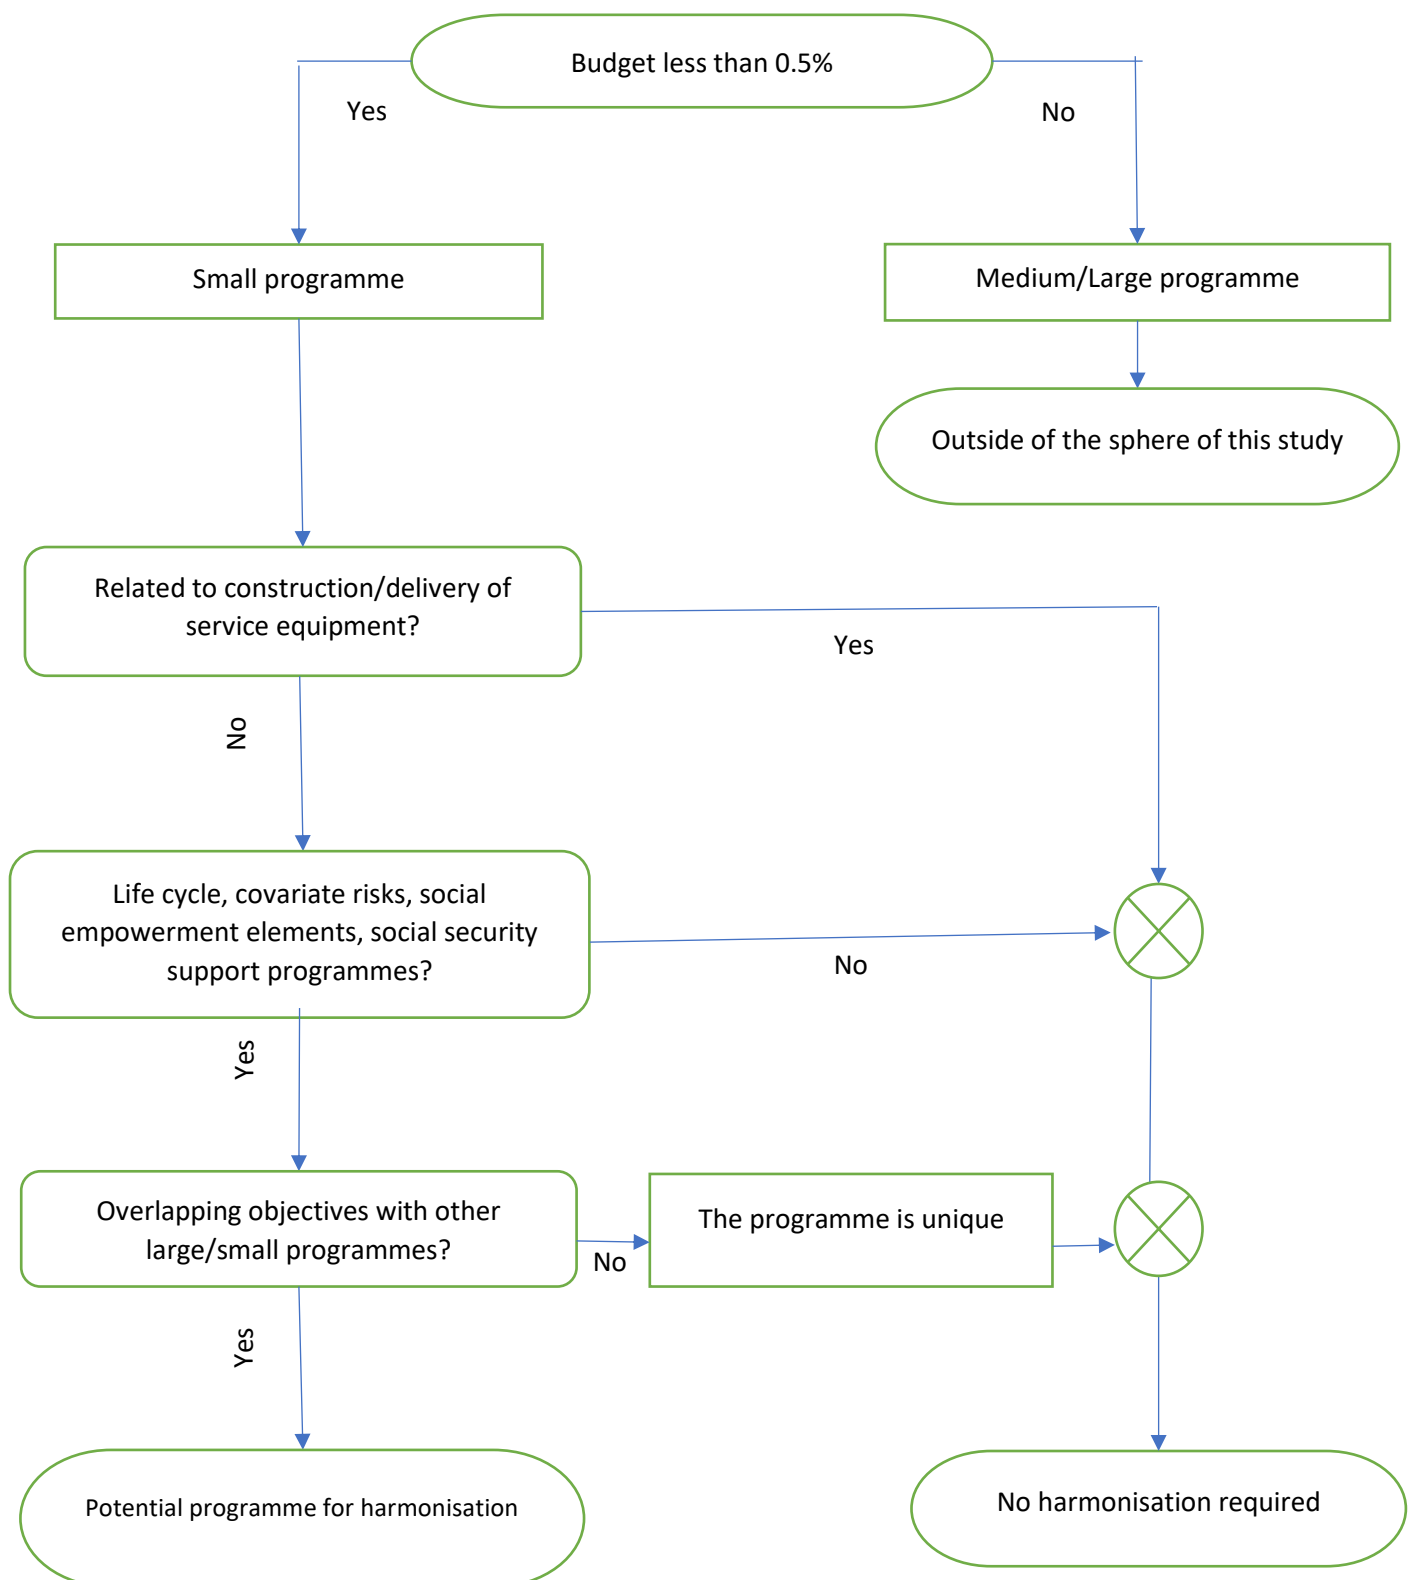 Budget less than 0.5%
Yes
No
Small programme
Medium/Large programme
Outside of the sphere of this study
Related to construction/delivery of
service equipment?
Yes
No
Life cycle, covariate risks, social
empowerment elements, social security
support programmes?
No
Yes
Overlapping objectives with other
large/small programmes?
No
The programme is unique
Yes
Potential programme for harmonisation
No harmonisation required